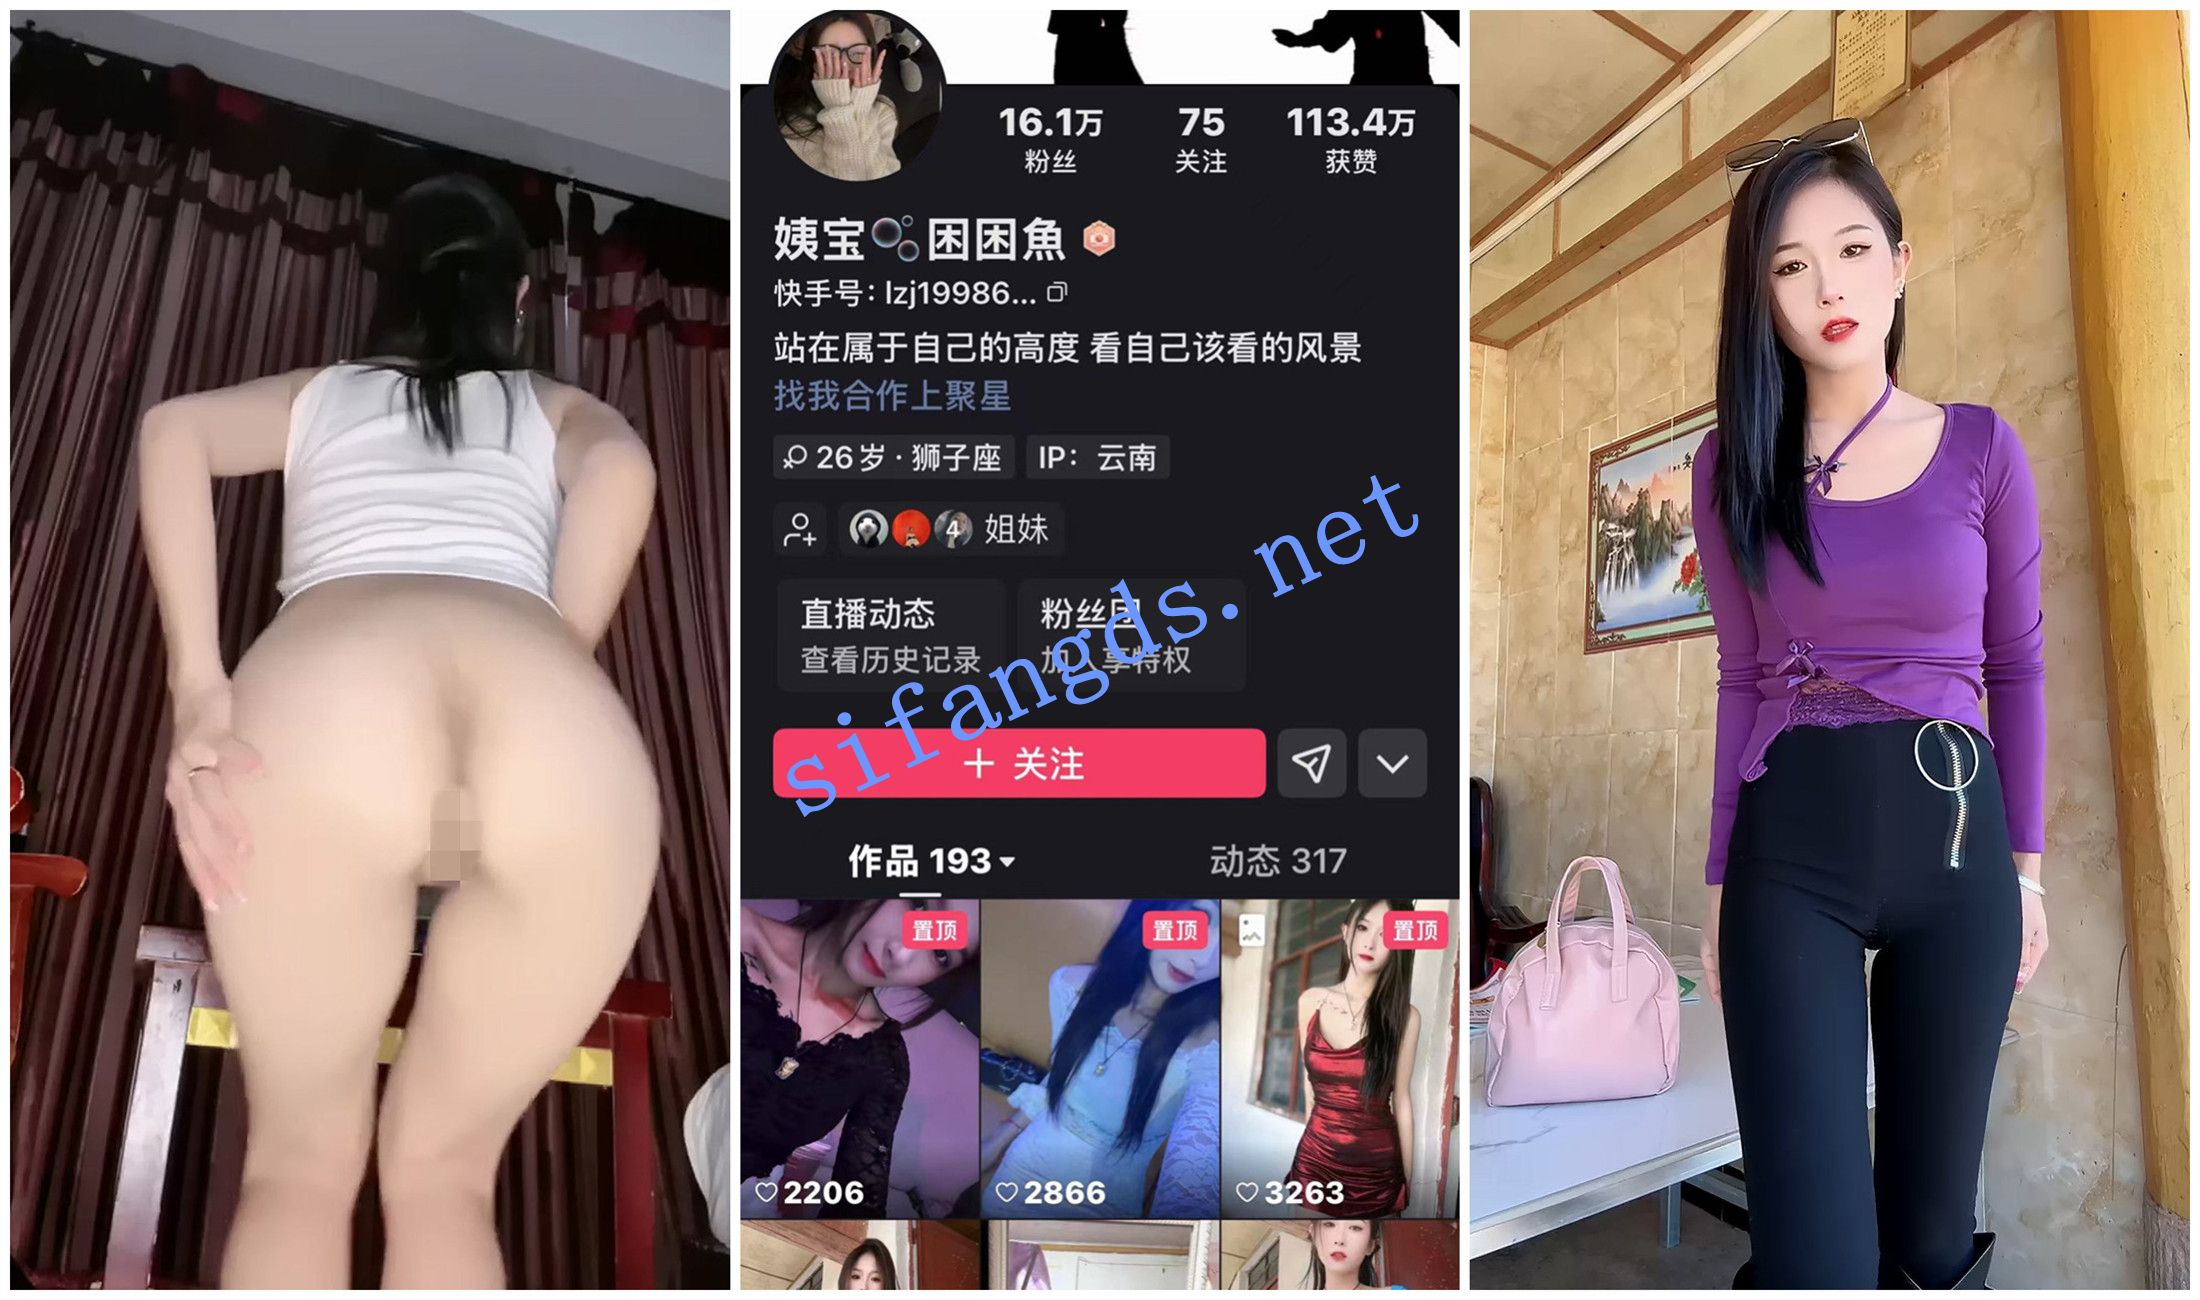 16.1万
粉丝
75
关注
113.4万
获赞
姨宝🫧困困魚
快手号：lzj19986...
站在属于自己的高度 看自己该看的风景
找我合作上聚星
26岁·狮子座
IP：云南
姐妹
直播动态
查看历史记录
粉丝团
加入享特权
+ 关注
作品 193
动态 317
置顶
置顶
置顶
2206
2866
3263
sifangds.net